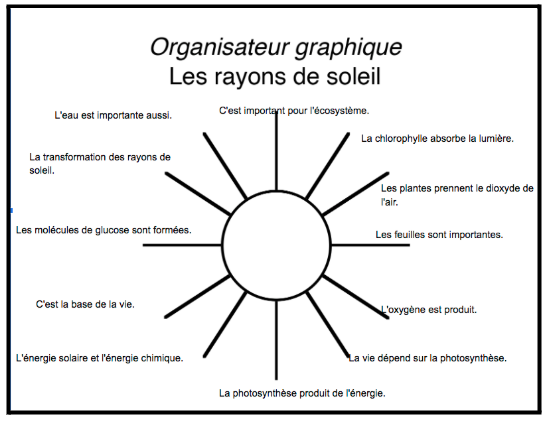 Organisateur graphique
Les rayons de soleil
C'est important pour l'écosystème.
L'eau est importante aussi.
La chlorophylle absorbe la lumière.
La transformation des rayons de
soleil.
Les plantes prennent le dioxyde de
l'air.
Les molécules de glucose sont formées.
Les feuilles sont importantes.
C'est la base de la vie.
L'oxygène est produit.
L'énergie solaire et l'énergie chimique.
La vie dépend sur la photosynthèse.
La photosynthèse produit de l'énergie.